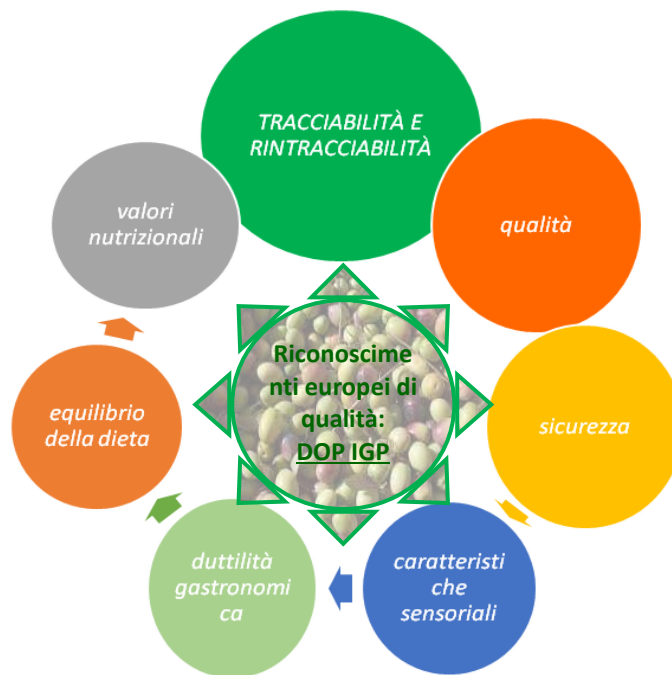 TRACCIABILITÀ E
RINTRACCIABILITÀ
qualità
sicurezza
caratteristi
che
sensoriali
duttilità
gastronomi
ca
equilibrio
della dieta
valori
nutrizionali
Riconoscime
nti europei di
qualità:
DOP IGP